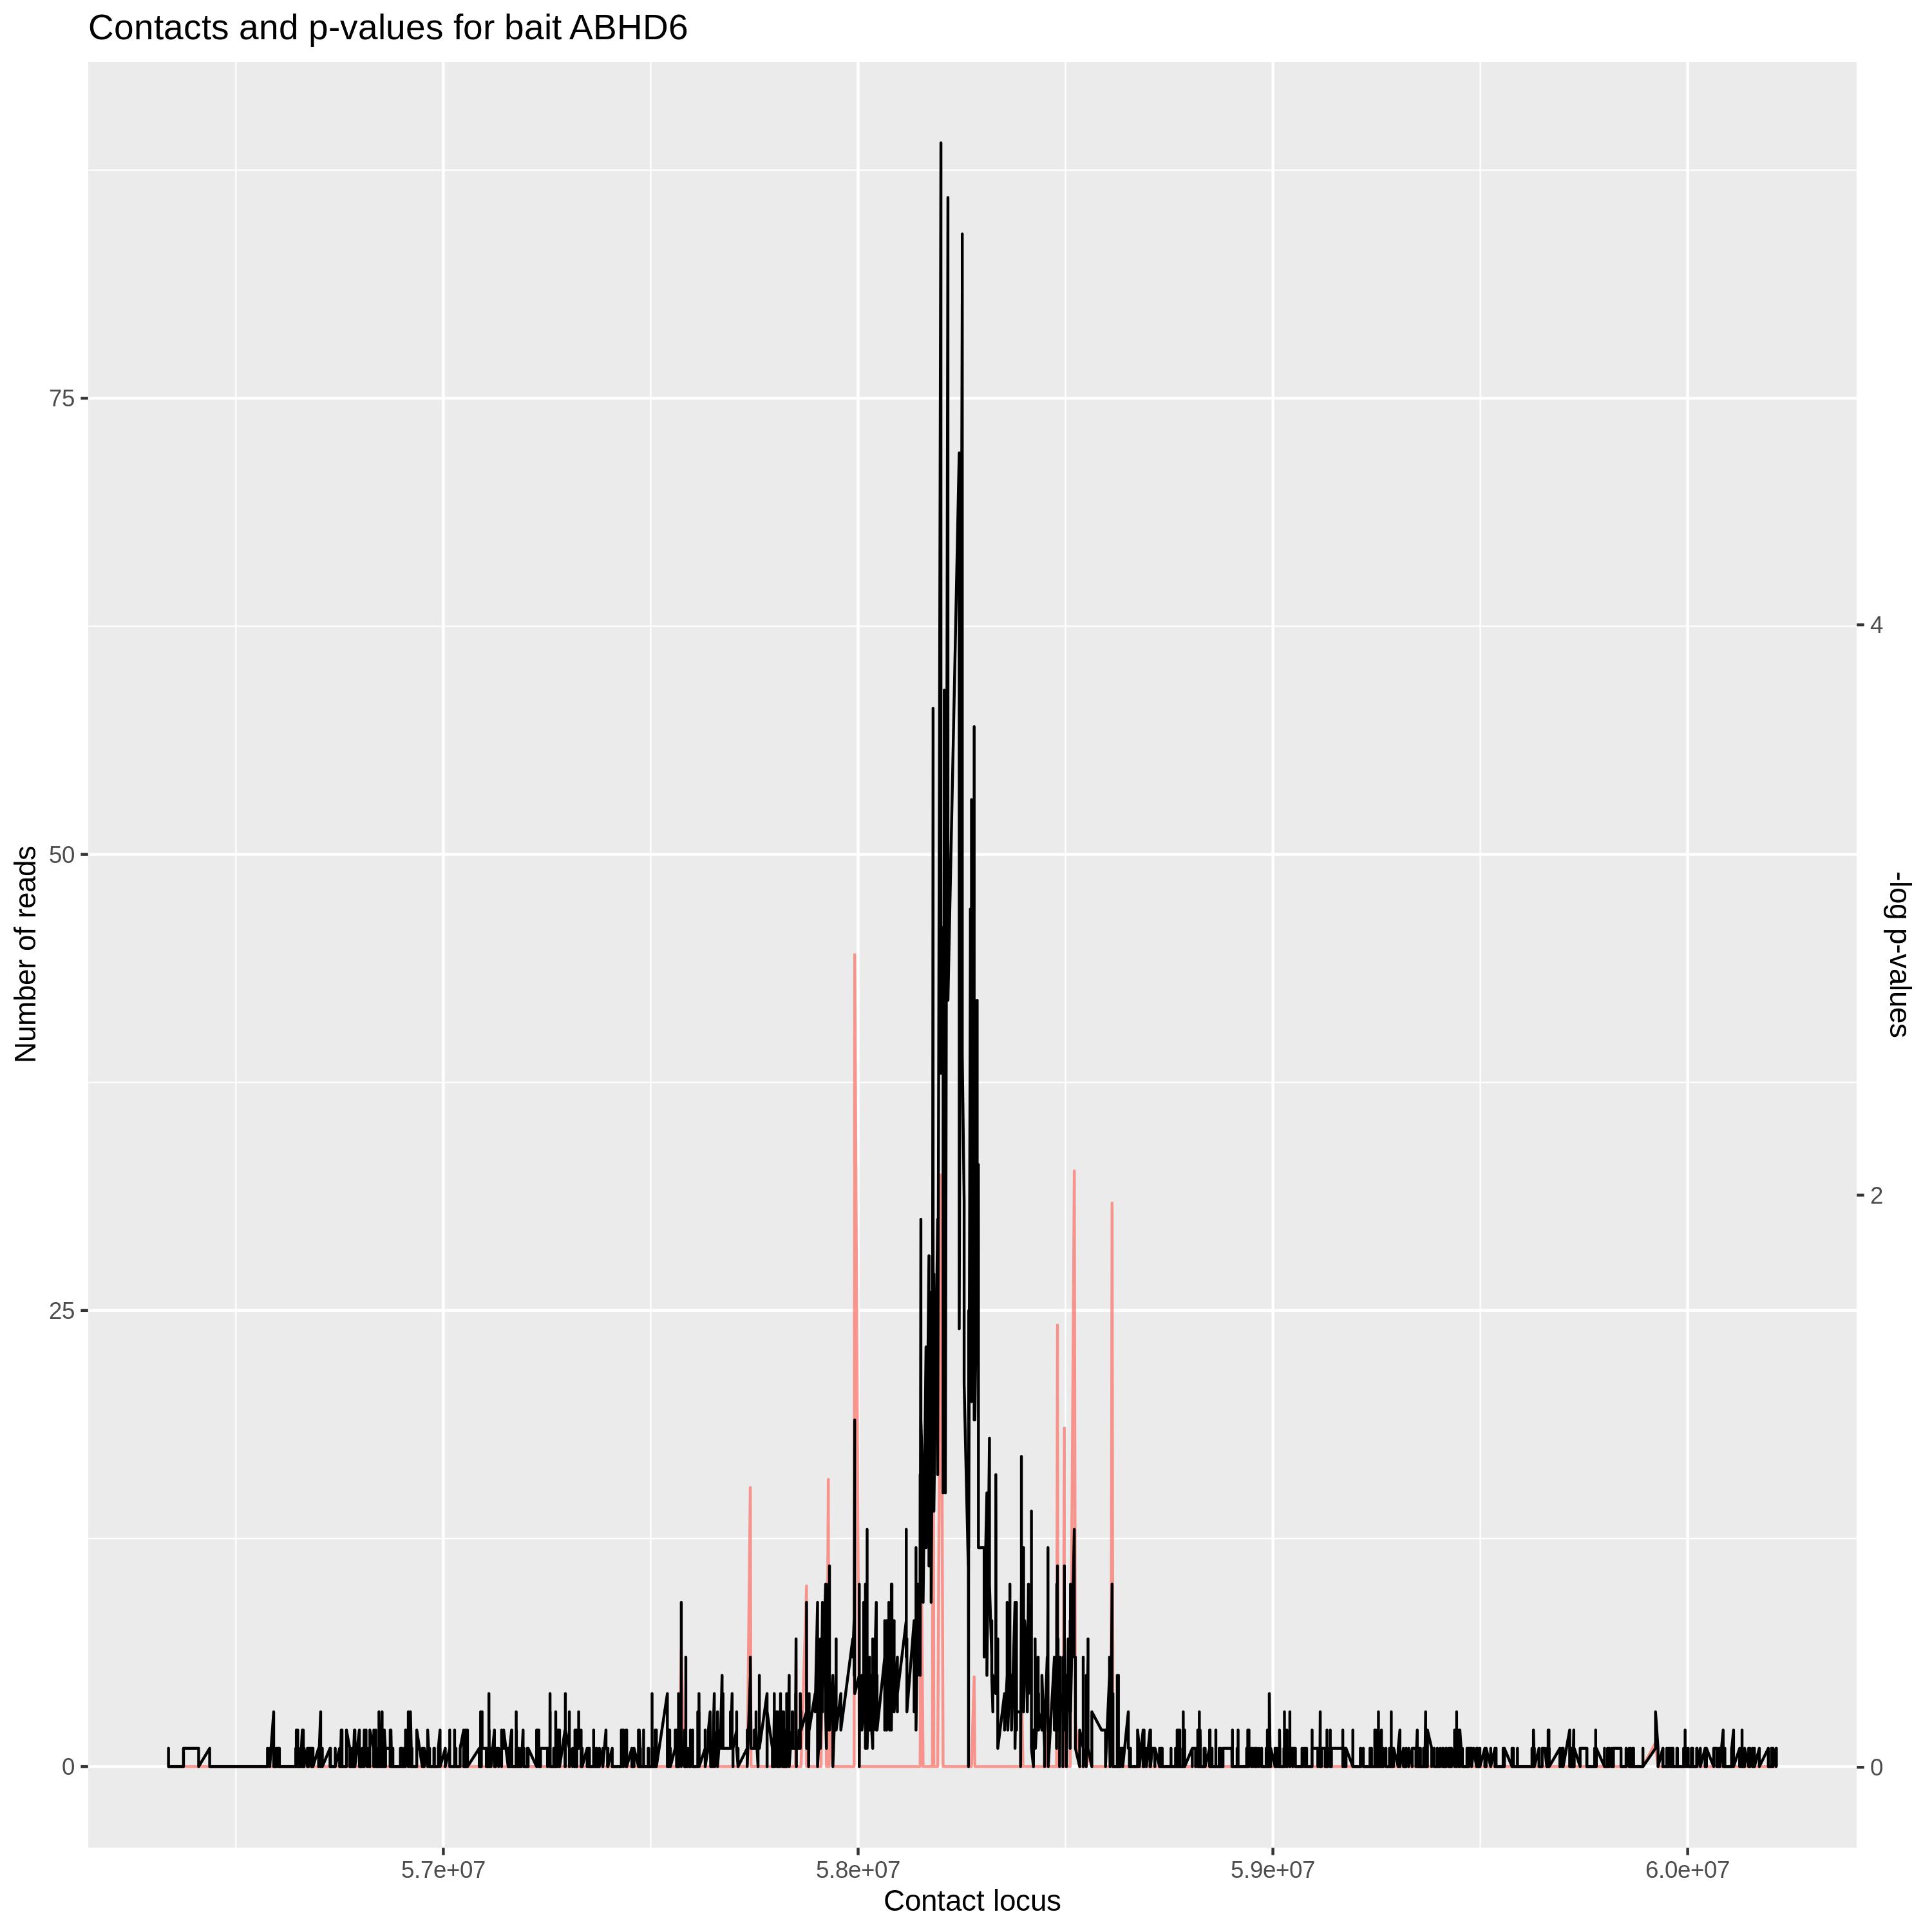 Contacts and p-values for bait ABHD6
Number of reads
75
50
25
0
-log p-values
4
2
0
5.7e+07
5.8e+07
5.9e+07
6.0e+07
Contact locus